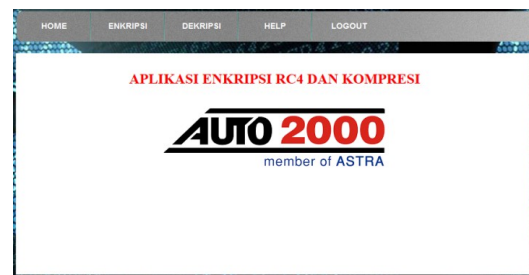 HOME ENKRIPSI DEKRIPSI HELP LOGOUT
APLIKASI ENKRIPSI RC4 DAN KOMPRESI
AUTO 2000
member of ASTRA